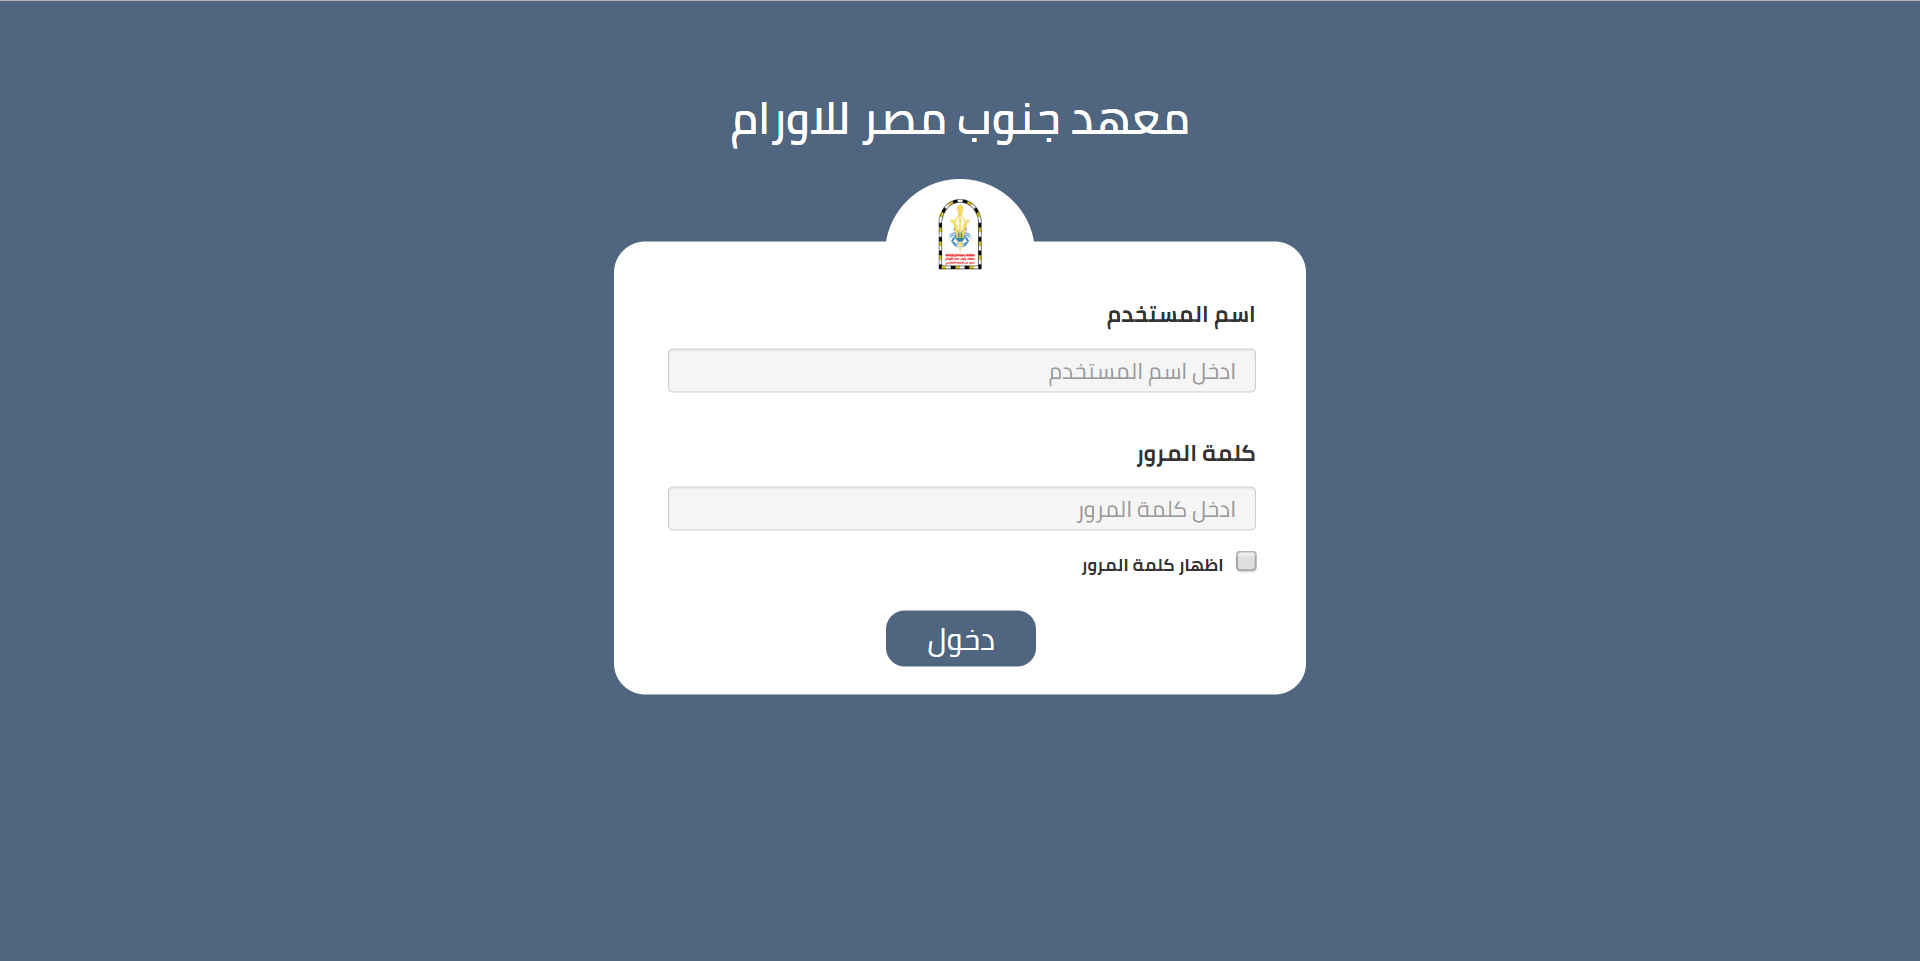 معهد جنوب مصر للاورام
اسم المستخدم
ادخل اسم المستخدم
كلمة المرور
ادخل كلمة المرور
اظهار كلمة المرور
دخول